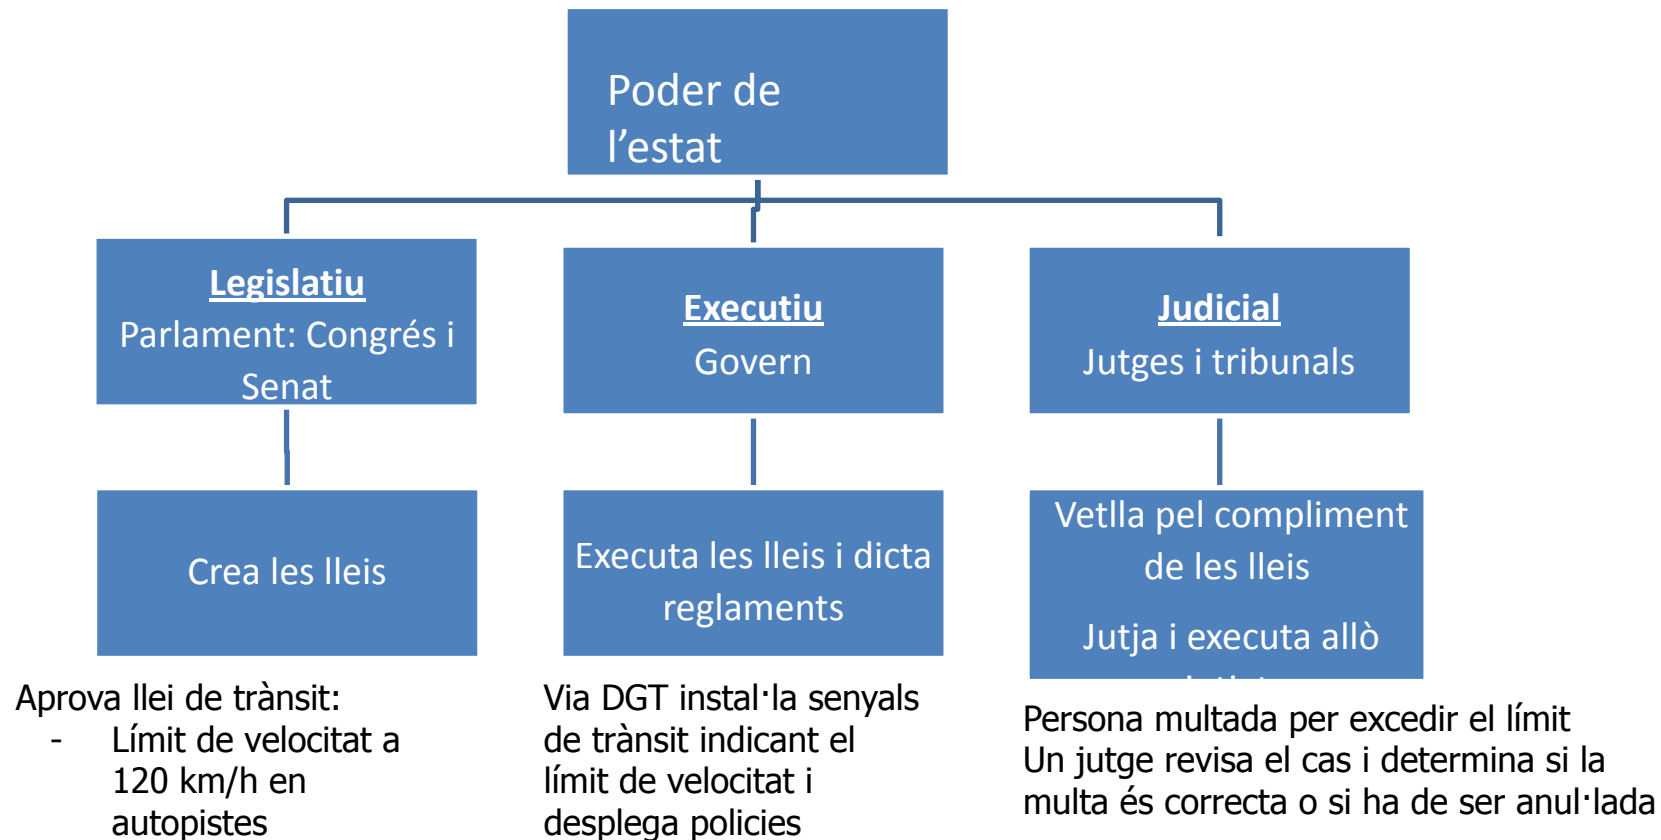 Poder de
l’estat
Legislatiu
Parlament: Congrés i
Senat
Executiu
Govern
Judicial
Jutges i tribunals
Crea les lleis
Executa les lleis i dicta
reglaments
Vetlla pel compliment
de les lleis
Jutja i executa allò
Aprova llei de trànsit:
- Límit de velocitat a
120 km/h en
autopistes
Via DGT instal·la senyals
de trànsit indicant el
límit de velocitat i
desplega policies
Persona multada per excedir el límit
Un jutge revisa el cas i determina si la
multa és correcta o si ha de ser anul·lada